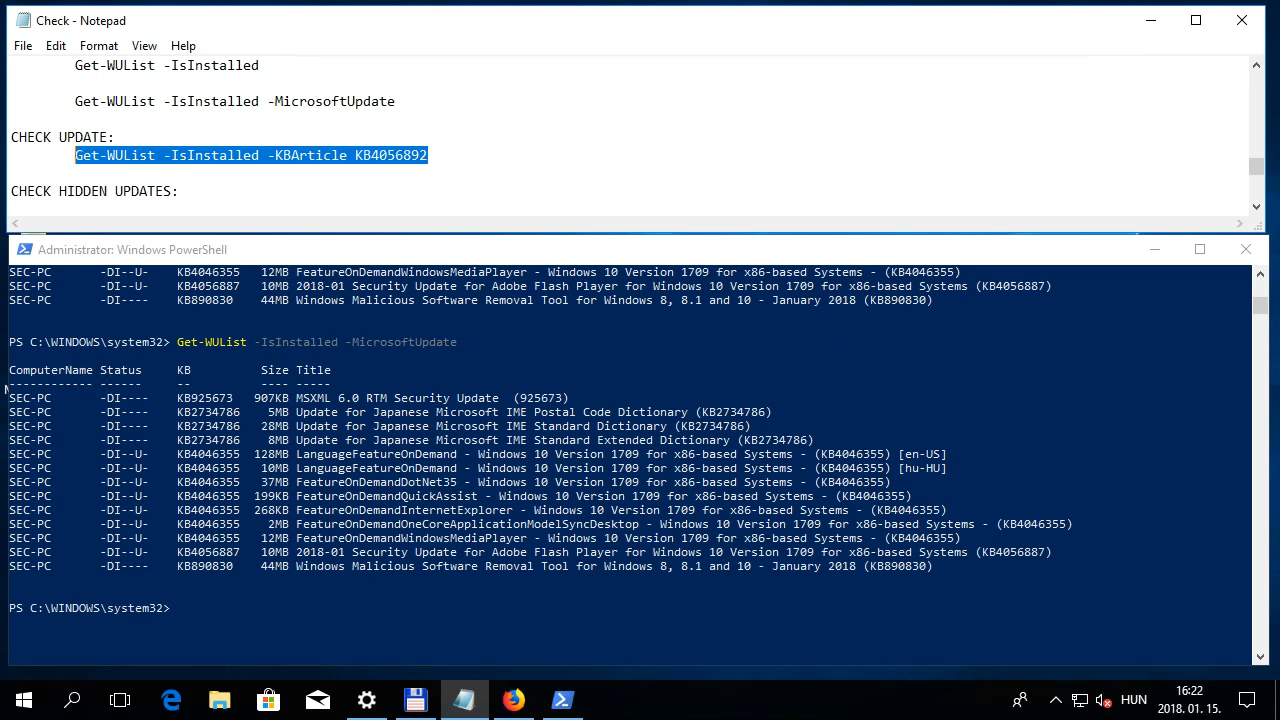 Check - Notepad
File Edit Format View Help
Get-WUList -IsInstalled
Get-WUList -IsInstalled -MicrosoftUpdate
CHECK UPDATE:
Get-WUList -IsInstalled -KBArticle KB4056892
CHECK HIDDEN UPDATES:
Administrator: Windows PowerShell
SEC-PC -DI--U- KB4046355 12MB FeatureOnDemandWindowsMediaPlayer - Windows 10 Version 1709 for x86-based Systems - (KB4046355)
SEC-PC -DI--U- KB4056887 10MB 2018-01 Security Update for Adobe Flash Player for Windows 10 Version 1709 for x86-based Systems (KB4056887)
SEC-PC -DI---- KB890830 44MB Windows Malicious Software Removal Tool for Windows 8, 8.1 and 10 - January 2018 (KB890830)
PS C:\WINDOWS\system32> Get-WUList -IsInstalled -MicrosoftUpdate
ComputerName Status KB Size Title
------------ ------ -- ---- -----
SEC-PC -DI---- KB925673 907KB MSXML 6.0 RTM Security Update (925673)
SEC-PC -DI---- KB2734786 5MB Update for Japanese Microsoft IME Postal Code Dictionary (KB2734786)
SEC-PC -DI---- KB2734786 28MB Update for Japanese Microsoft IME Standard Dictionary (KB2734786)
SEC-PC -DI---- KB2734786 8MB Update for Japanese Microsoft IME Standard Extended Dictionary (KB2734786)
SEC-PC -DI--U- KB4046355 128MB LanguageFeatureOnDemand - Windows 10 Version 1709 for x86-based Systems - (KB4046355) [en-US]
SEC-PC -DI--U- KB4046355 10MB LanguageFeatureOnDemand - Windows 10 Version 1709 for x86-based Systems - (KB4046355) [hu-HU]
SEC-PC -DI--U- KB4046355 37MB FeatureOnDemandDotNet35 - Windows 10 Version 1709 for x86-based Systems - (KB4046355)
SEC-PC -DI--U- KB4046355 199KB FeatureOnDemandQuickAssist - Windows 10 Version 1709 for x86-based Systems - (KB4046355)
SEC-PC -DI--U- KB4046355 268KB FeatureOnDemandInternetExplorer - Windows 10 Version 1709 for x86-based Systems - (KB4046355)
SEC-PC -DI--U- KB4046355 2MB FeatureOnDemandOneCoreApplicationModelSyncDesktop - Windows 10 Version 1709 for x86-based Systems - (KB4046355)
SEC-PC -DI--U- KB4046355 12MB FeatureOnDemandWindowsMediaPlayer - Windows 10 Version 1709 for x86-based Systems - (KB4046355)
SEC-PC -DI--U- KB4056887 10MB 2018-01 Security Update for Adobe Flash Player for Windows 10 Version 1709 for x86-based Systems (KB4056887)
SEC-PC -DI---- KB890830 44MB Windows Malicious Software Removal Tool for Windows 8, 8.1 and 10 - January 2018 (KB890830)
PS C:\WINDOWS\system32>
HUN
16:22
2018. 01. 15.